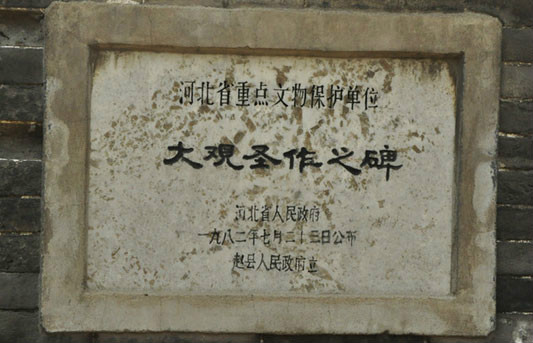 河北省重点文物保护单位
大观圣作之碑
河北省人民政府
一九八二年七月二十三日公布
赵县人民政府立